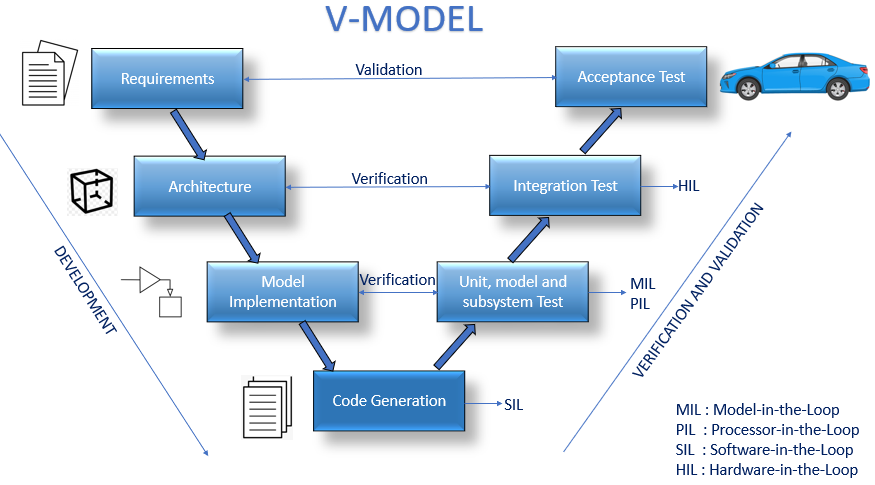 V-MODEL
Requirements
Validation
Acceptance Test
Architecture
Verification
Integration Test
HIL
DEVELOPMENT
Model
Implementation
Verification
Unit, model and
subsystem Test
MIL
PIL
VERIFICATION AND VALIDATION
Code Generation
SIL
MIL : Model-in-the-Loop
PIL : Processor-in-the-Loop
SIL : Software-in-the-Loop
HIL : Hardware-in-the-Loop